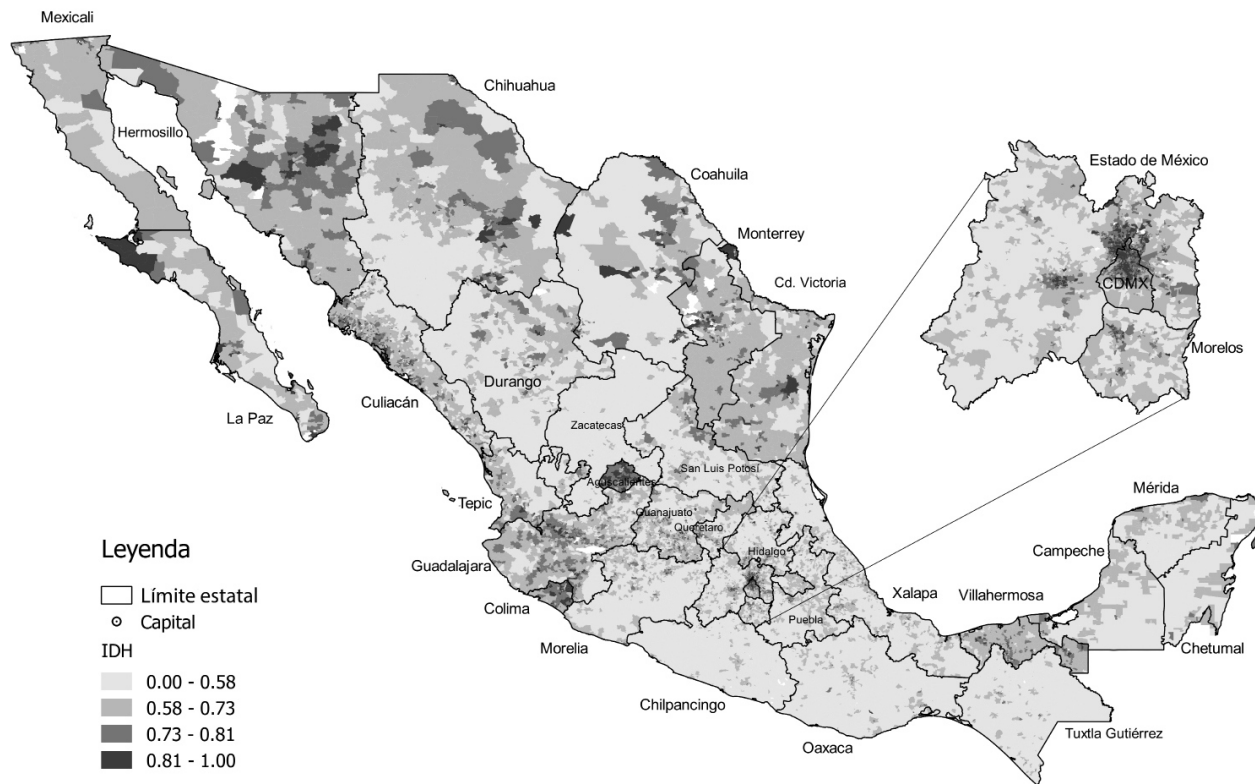 Mexicali
Chihuahua
Hermosillo
Coahuila
Monterrey
Cd. Victoria
Estado de México
CDMX
Morelos
Durango
Culiacán
La Paz
Zacatecas
San Luis Potosí
Aguscalientes
Tepic
Guanajuato
Querétaro
Hidalgo
Guadalajara
Colima
Morelia
Puebla
Xalapa
Villahermosa
Mérida
Campeche
Chetumal
Chilpancingo
Oaxaca
Tuxtla Gutiérrez
Leyenda
Límite estatal
Capital
IDH
0.00 - 0.58
0.58 - 0.73
0.73 - 0.81
0.81 - 1.00